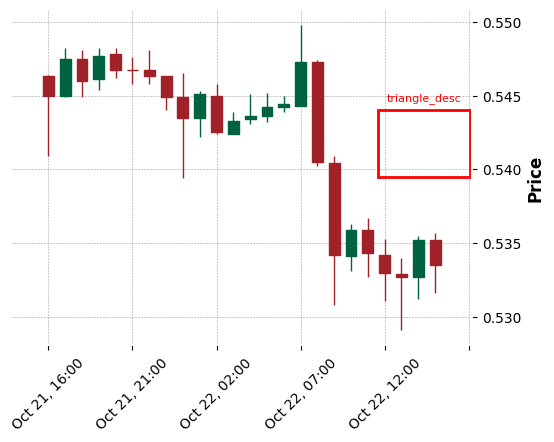 0.550
triangle_desc
0.545
0.540
Price
0.535
0.530
Oct 21, 16:00
Oct 21, 21:00
Oct 22, 02:00
Oct 22, 07:00
Oct 22, 12:00